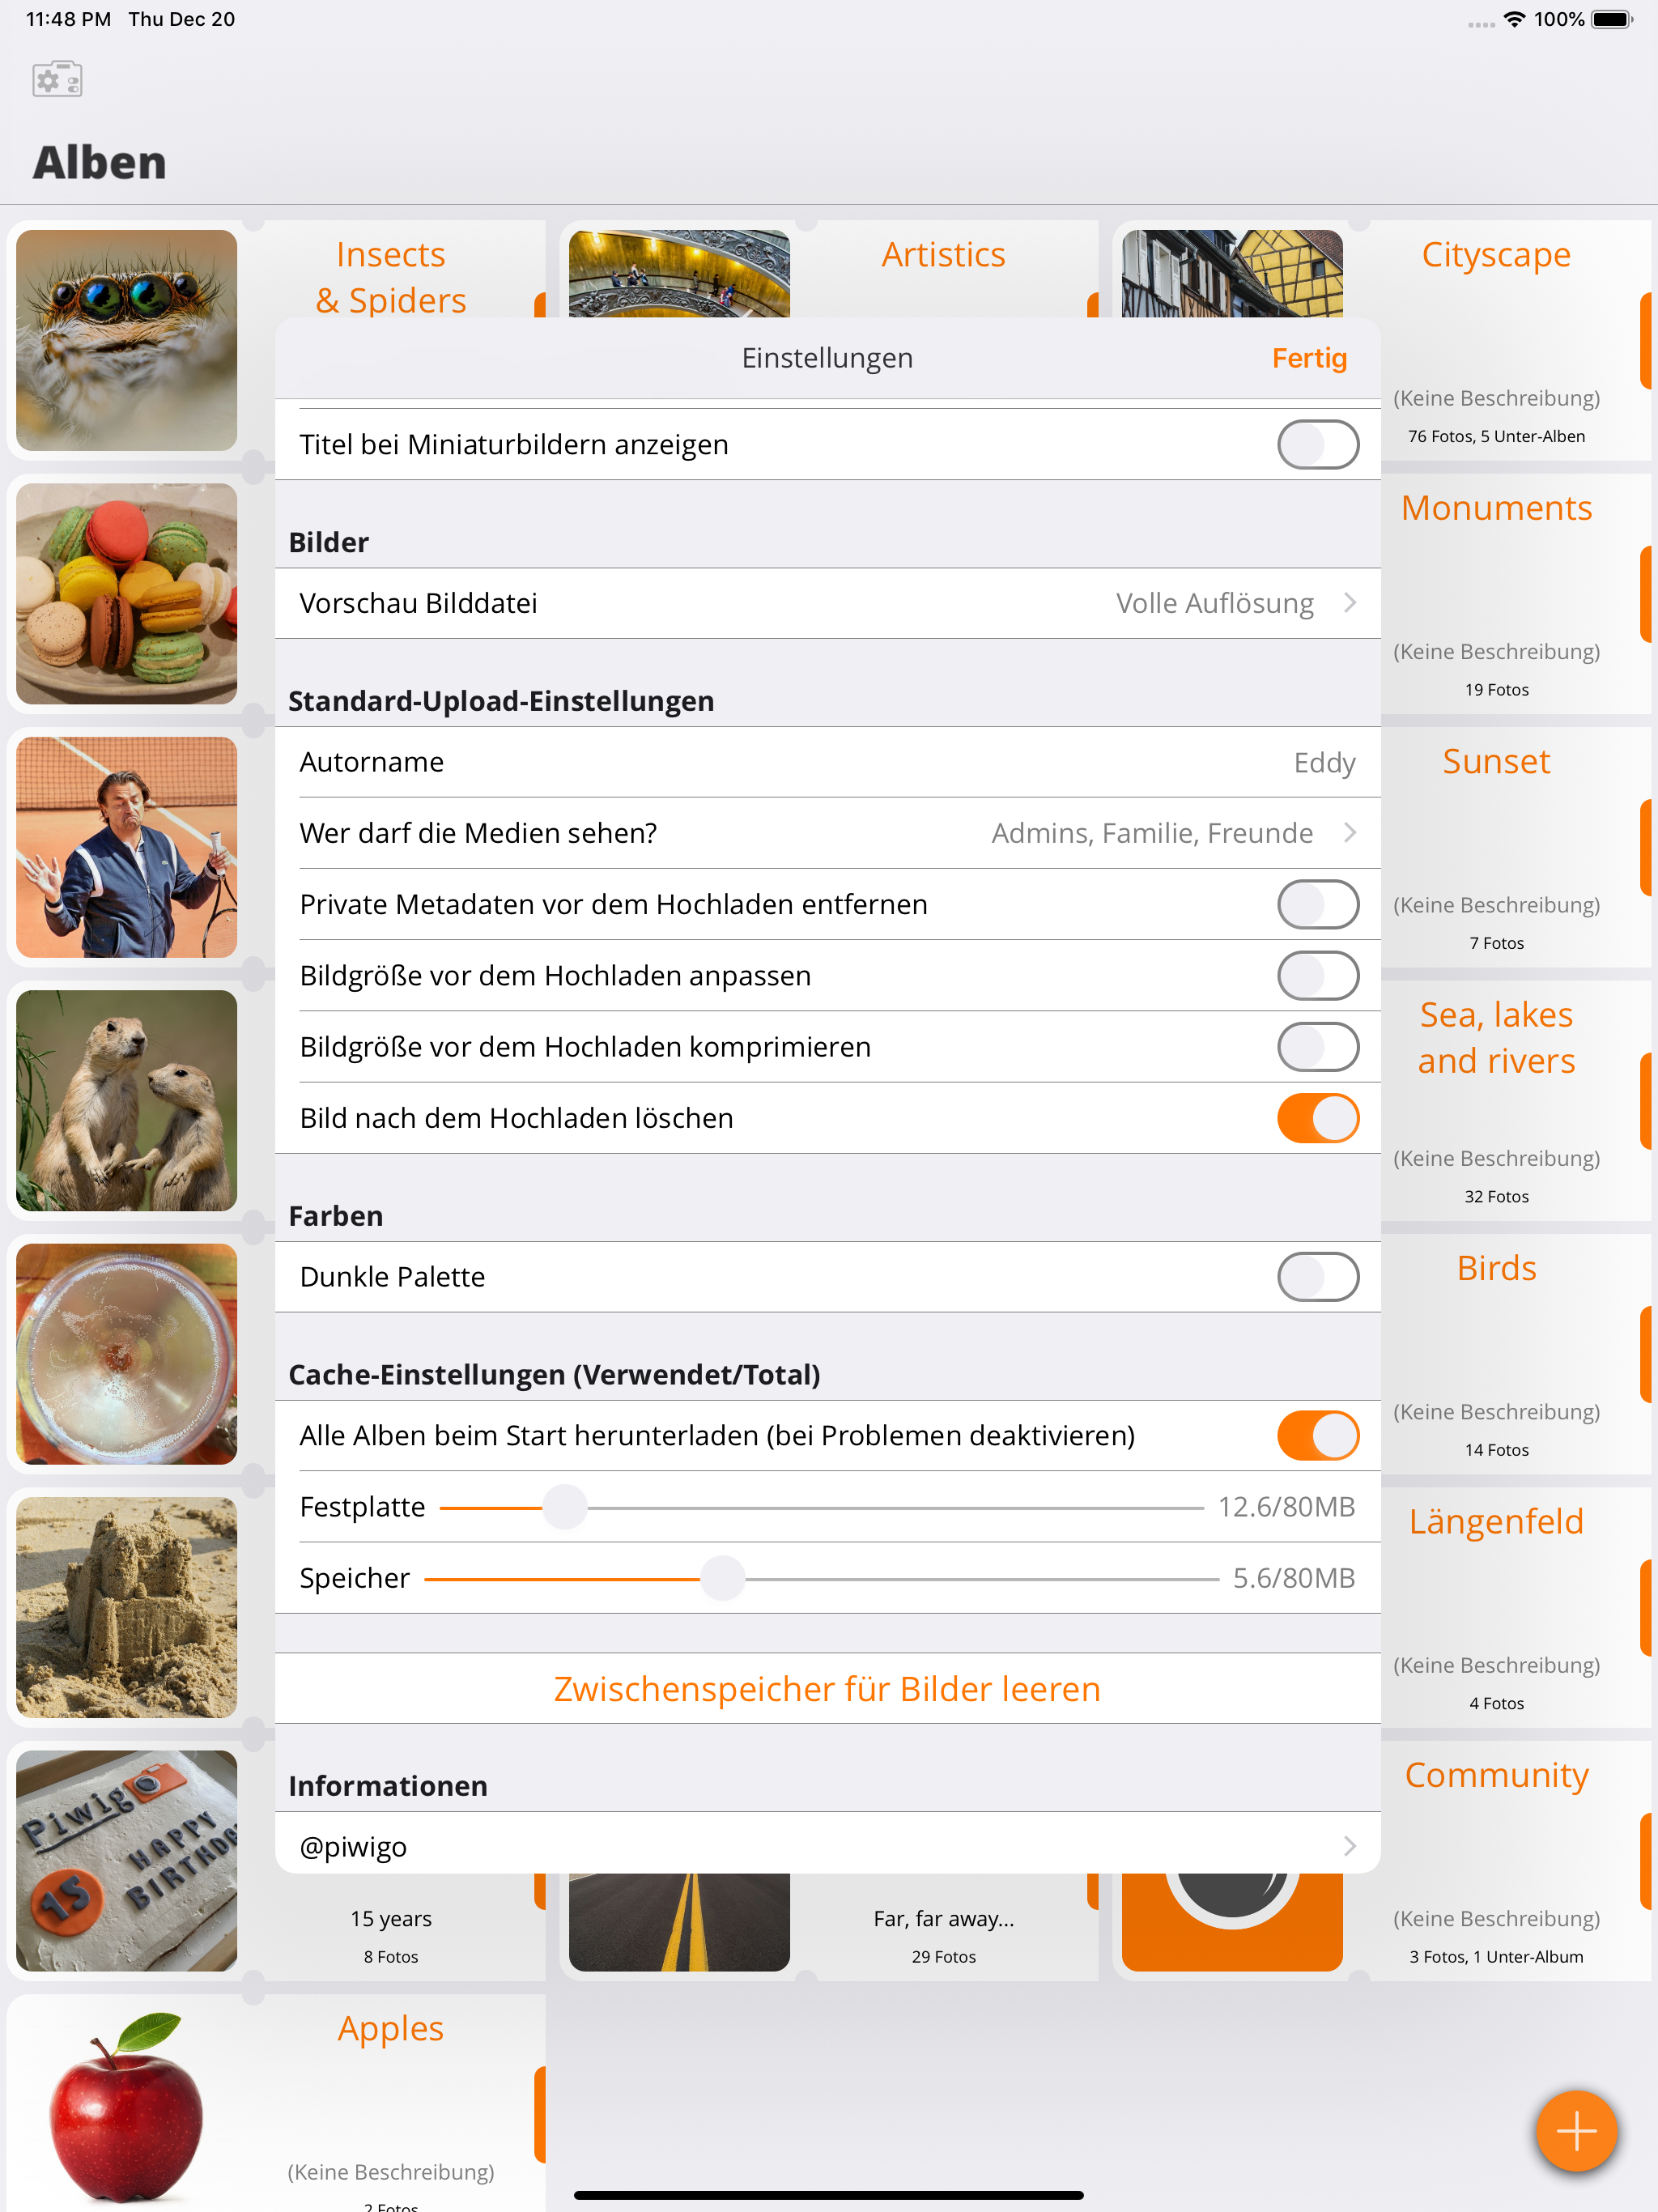 11:48 PM Thu Dec 20
100%
Alben
Insects
& Spiders
Artistics
Cityscape
(Keine Beschreibung)
76 Fotos, 5 Unter-Alben
Einstellungen
Fertig
Titel bei Miniaturbildern anzeigen
Bilder
Vorschau Bilddatei
Volle Auflösung
Standard-Upload-Einstellungen
Autorname
Eddy
Wer darf die Medien sehen?
Admins, Familie, Freunde
Private Metadaten vor dem Hochladen entfernen
Bildgröße vor dem Hochladen anpassen
Bildgröße vor dem Hochladen komprimieren
Bild nach dem Hochladen löschen
Farben
Dunkle Palette
Cache-Einstellungen (Verwendet/Total)
Alle Alben beim Start herunterladen (bei Problemen deaktivieren)
Festplatte
12.6/80MB
Speicher
5.6/80MB
Zwischenspeicher für Bilder leeren
Informationen
@piwigo
Monuments
(Keine Beschreibung)
19 Fotos
Sunset
(Keine Beschreibung)
7 Fotos
Sea, lakes
and rivers
(Keine Beschreibung)
32 Fotos
Birds
(Keine Beschreibung)
14 Fotos
Längenfeld
(Keine Beschreibung)
4 Fotos
Piwigo
HAPPY
BIRTHDA
15
15 years
8 Fotos
Far, far away...
29 Fotos
Community
(Keine Beschreibung)
3 Fotos, 1 Unter-Album
Apples
(Keine Beschreibung)
2 Fotos